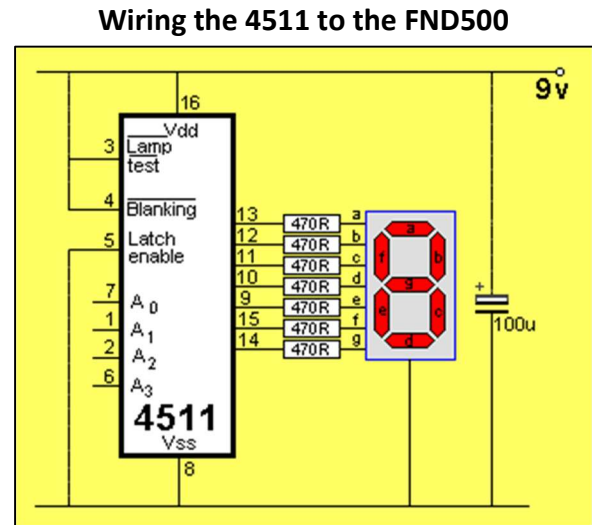 Wiring the 4511 to the FND500
9v
16
Vdd
3
Lamp
test
4
Blanking
5
Latch
enable
7
A0
1
A1
2
A2
6
A3
4511
Vss
8
13 470R a
12 470R b
11 470R c
10 470R d
9 470R e
15 470R f
14 470R g
a
f
b
g
e
c
d
+
100u